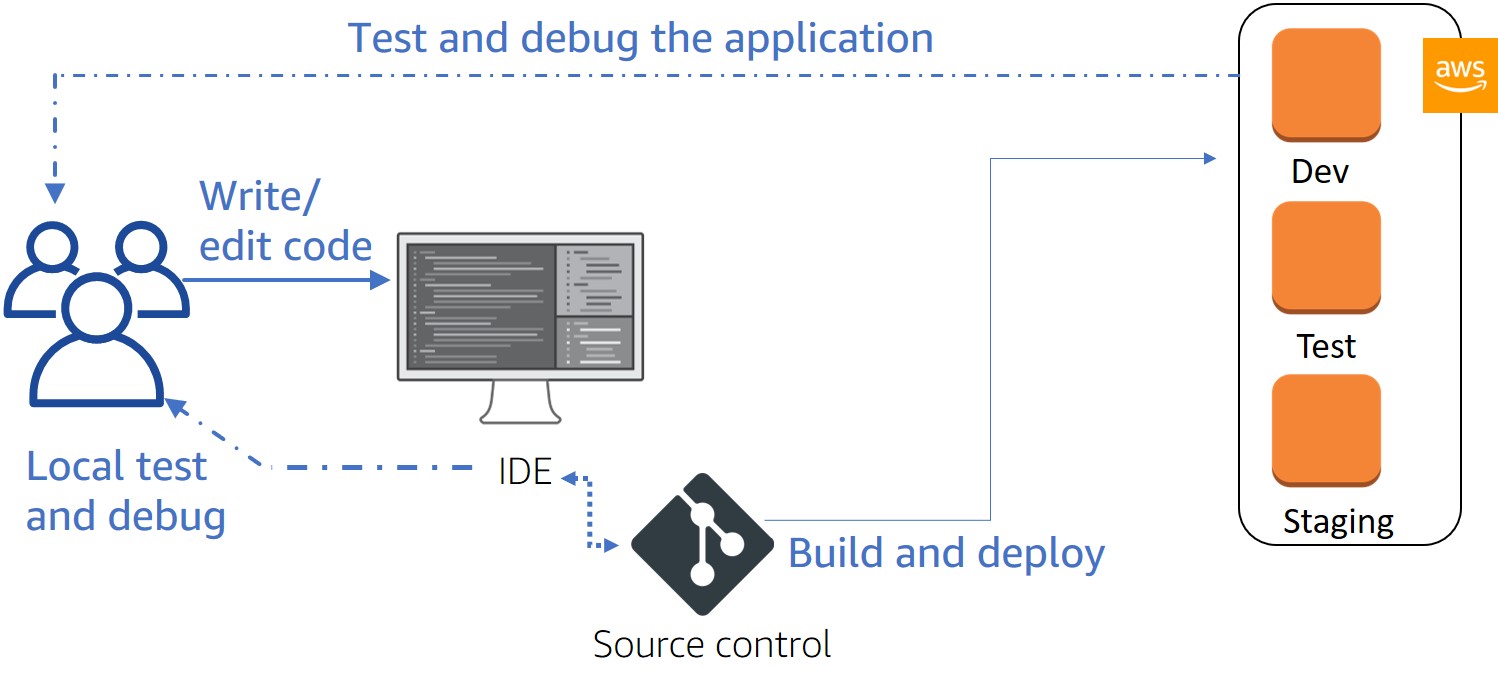 Test and debug the application
aws
Dev
Write/
edit code
Test
Local test
and debug
IDE
Staging
Build and deploy
Source control